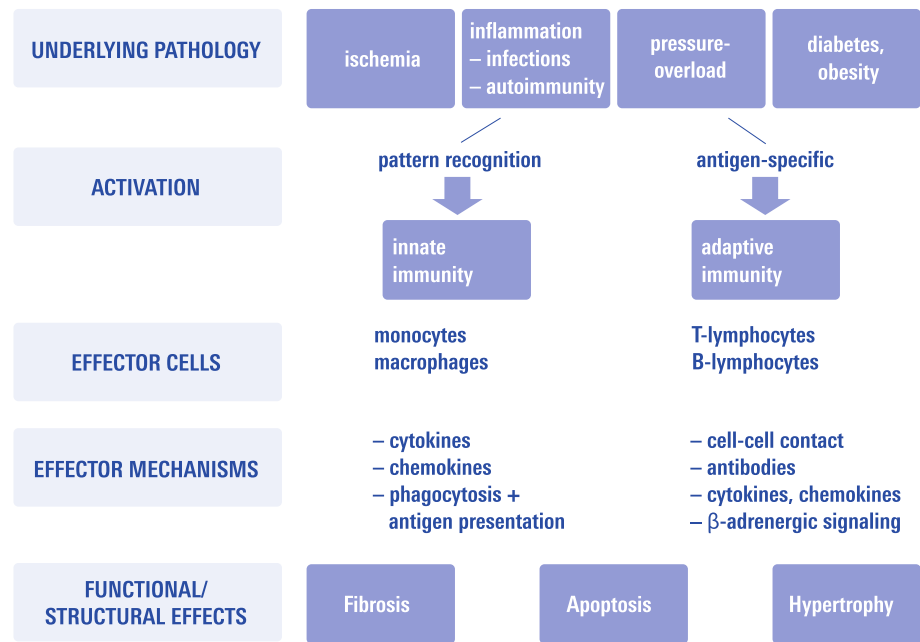 UNDERLYING PATHOLOGY
ischemia
inflammation
– infections
– autoimmunity
pressure-
overload
diabetes,
obesity
ACTIVATION
pattern recognition
antigen-specific
innate
immunity
adaptive
immunity
EFFECTOR CELLS
monocytes
macrophages
T-lymphocytes
B-lymphocytes
EFFECTOR MECHANISMS
– cytokines
– chemokines
– phagocytosis +
antigen presentation
– cell-cell contact
– antibodies
– cytokines, chemokines
– β-adrenergic signaling
FUNCTIONAL/
STRUCTURAL EFFECTS
Fibrosis
Apoptosis
Hypertrophy